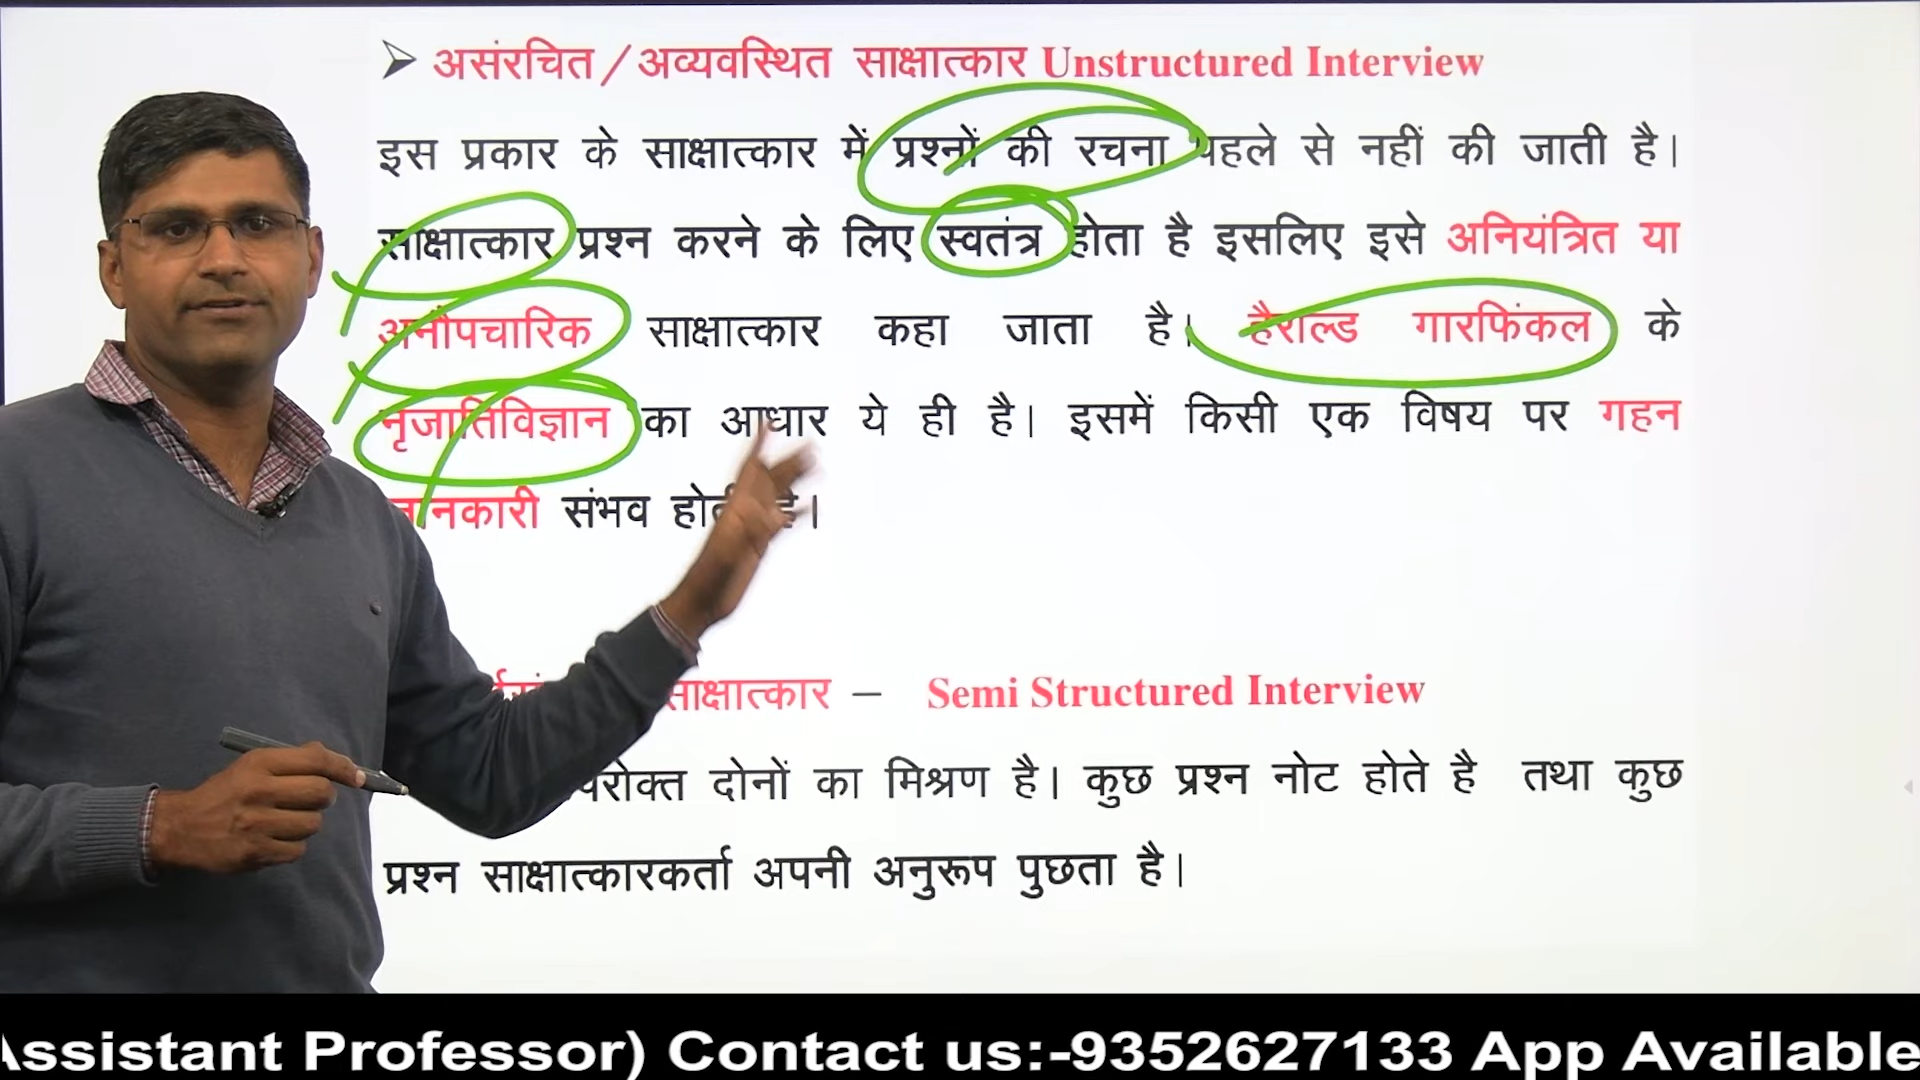 असंरचित/अव्यवस्थित साक्षात्कार Unstructured Interview
इस प्रकार के साक्षात्कार में प्रश्नों की रचना पहले से नहीं की जाती है।
साक्षात्कार प्रश्न करने के लिए स्वतंत्र होता है इसलिए इसे अनियंत्रित या
अनौपचारिक साक्षात्कार कहा जाता है। हैराल्ड गारफिंकल के
नृजातिविज्ञान का आधार ये ही है। इसमें किसी एक विषय पर गहन
जानकारी संभव होती है।
साक्षात्कार – Semi Structured Interview
दोनों का मिश्रण है। कुछ प्रश्न नोट होते है तथा कुछ
प्रश्न साक्षात्कारकर्ता अपनी अनुरूप पुछता है।
Assistant Professor) Contact us:-9352627133 App Available